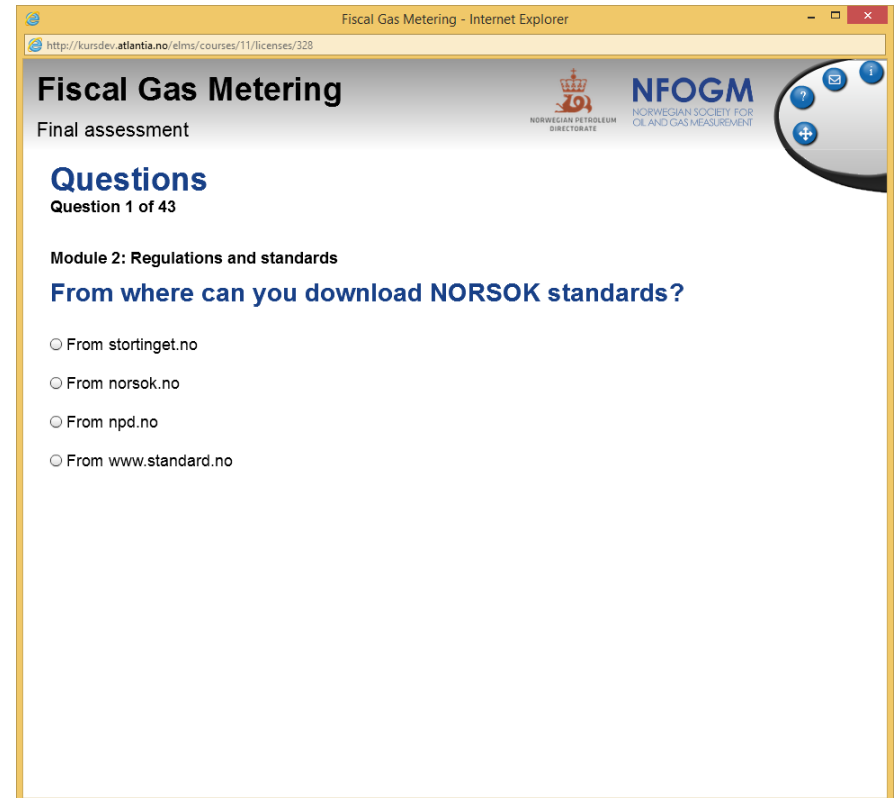 Fiscal Gas Metering - Internet Explorer
http://kursdev.atlantia.no/elms/courses/11/licenses/328
Fiscal Gas Metering
Final assessment
NORWEGIAN PETROLEUM
DIRECTORATE
NFOGM
NORWEGIAN SOCIETY FOR
OIL AND GAS MEASUREMENT
?
i
Questions
Question 1 of 43
Module 2: Regulations and standards
From where can you download NORSOK standards?
From stortinget.no
From norsok.no
From npd.no
From www.standard.no